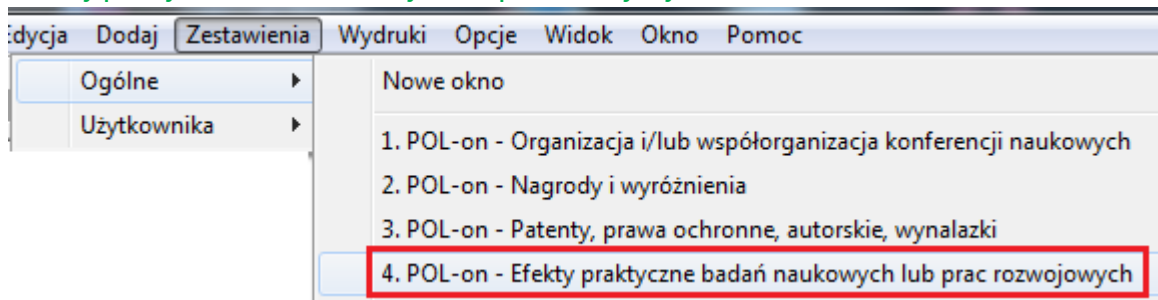 dycja Dodaj Zestawienia Wydruki Opcje Widok Okno Pomoc
Ogólne
Użytkownika
Nowe okno
1. POL-on - Organizacja i/lub współorganizacja konferencji naukowych
2. POL-on - Nagrody i wyróżnienia
3. POL-on - Patenty, prawa ochronne, autorskie, wynalazki
4. POL-on - Efekty praktyczne badań naukowych lub prac rozwojowych